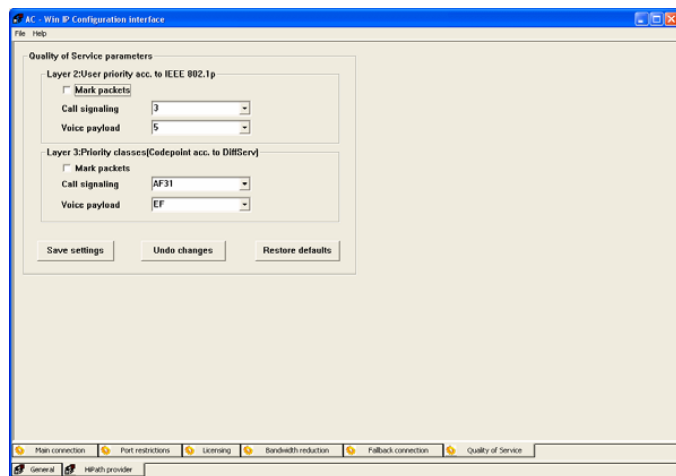 AC - Win IP Configuration interface
File Help
Quality of Service parameters
Layer 2:User priority acc. to IEEE 802.1p
Mark packets
Call signaling 3
Voice payload 5
Layer 3:Priority classes(Codepoint acc. to DiffServ)
Mark packets
Call signaling AF31
Voice payload EF
Save settings Undo changes Restore defaults
Main connection Port restrictions Licensing Bandwidth reduction Fallback connection Quality of Service
General HiPath provider